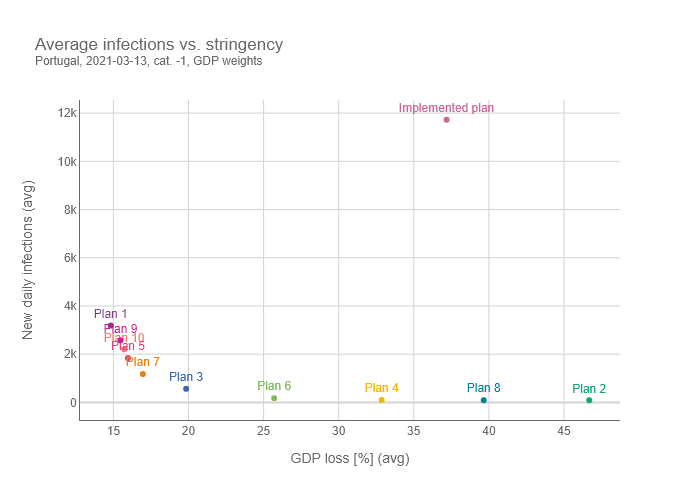 Average infections vs. stringency
Portugal, 2021-03-13, cat. -1, GDP weights
Implemented plan
12k
10k
8k
6k
4k
2k
0
New daily infections (avg)
Plan 1
Plan 9
Plan 10
Plan 5
Plan 7
Plan 3
Plan 6
Plan 4
Plan 8
Plan 2
15
20
25
30
35
40
45
GDP loss [%] (avg)